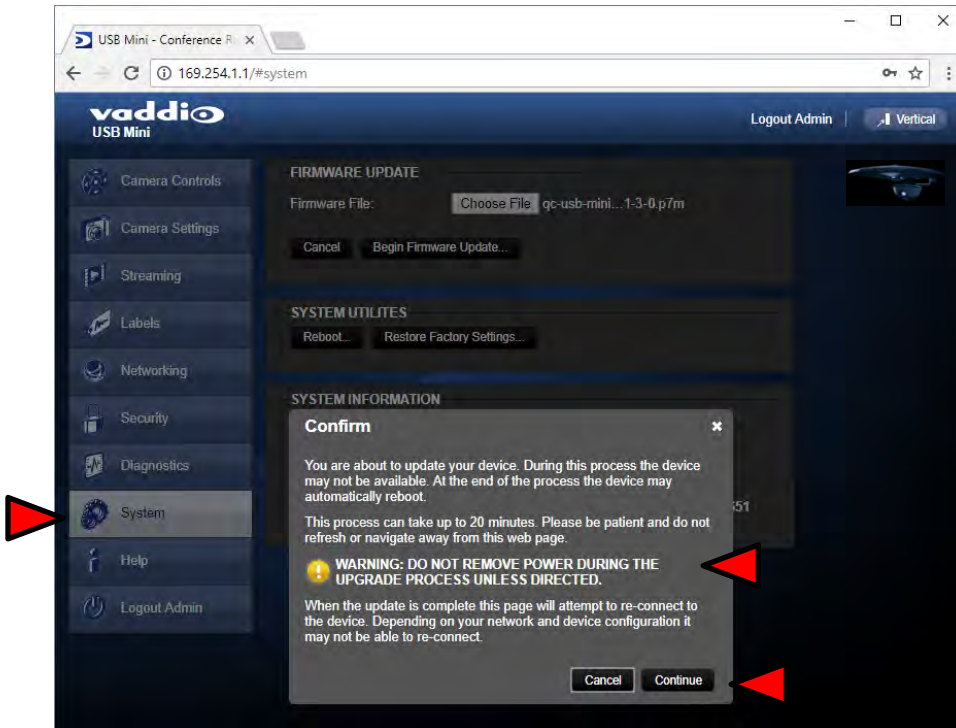 USB Mini - Conference R
169.254.1.1/#system
vaddio
USB Mini
Logout Admin
Vertical
Camera Controls
Camera Settings
Streaming
Labels
Networking
Security
Diagnostics
System
Help
Logout Admin
FIRMWARE UPDATE
Firmware File: Choose File qc-usb-mini...1-3-0.p7m
Cancel Begin Firmware Update...
SYSTEM UTILITES
Reboot... Restore Factory Settings...
SYSTEM INFORMATION
551
Confirm
You are about to update your device. During this process the device
may not be available. At the end of the process the device may
automatically reboot.
This process can take up to 20 minutes. Please be patient and do not
refresh or navigate away from this web page.
WARNING: DO NOT REMOVE POWER DURING THE
UPGRADE PROCESS UNLESS DIRECTED.
When the update is complete this page will attempt to re-connect to
the device. Depending on your network and device configuration it
may not be able to re-connect.
Cancel Continue